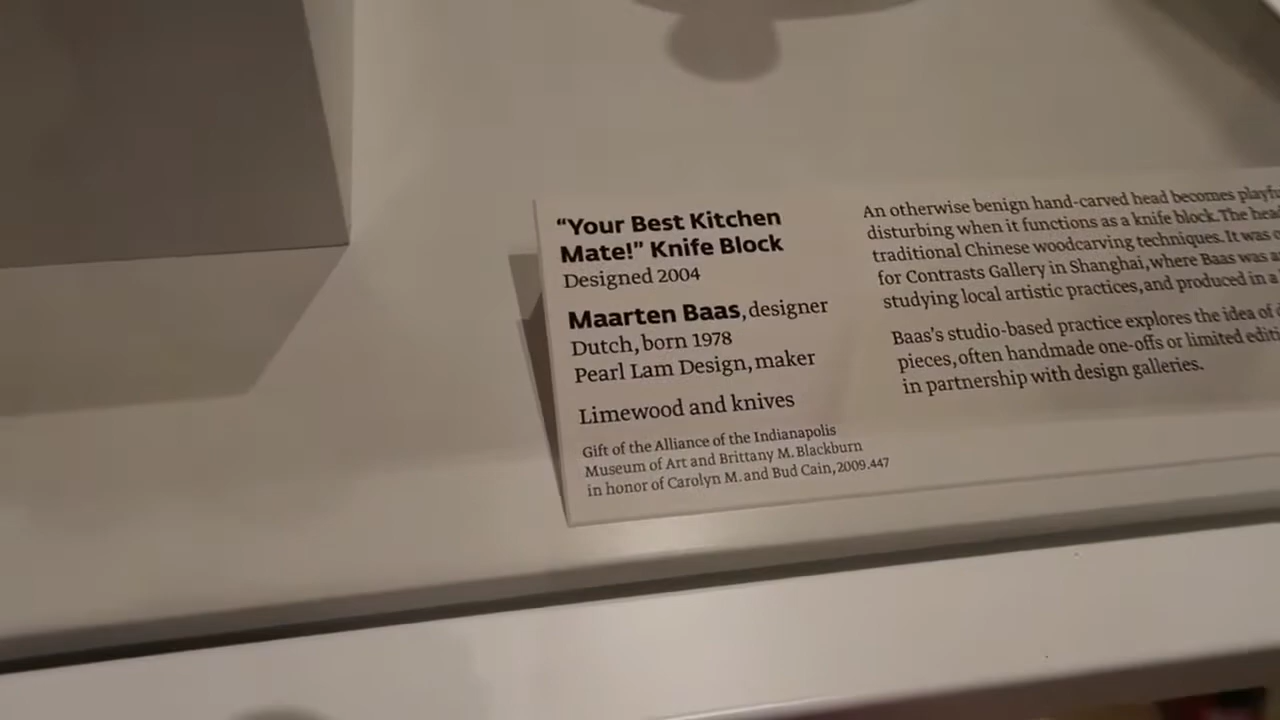 “Your Best Kitchen
Mate!” Knife Block
Designed 2004
Maarten Baas, designer
Dutch, born 1978
Pearl Lam Design, maker
Limewood and knives
Gift of the Alliance of the Indianapolis
Museum of Art and Brittany M. Blackburn
in honor of Carolyn M. and Bud Cain, 2009.447
An otherwise benign hand-carved head becomes
disturbing when it functions as a knife block. The
traditional Chinese woodcarving techniques. It was
for Contrasts Gallery in Shanghai, where Baas was
studying local artistic practices, and produced in a
Baas’s studio-based practice explores the idea of
pieces, often handmade one-offs or limited
in partnership with design galleries.